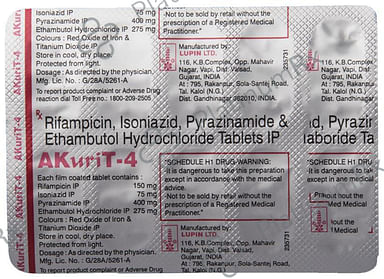 Isoniazid IP 75 mg
Pyrazinamide IP 400 mg
Ethambutol Hydrochloride IP 275 mg
Colours : Red Oxide of Iron &
Titanium Dioxide IP
Store in cool, dry place.
Protected from light.
Dosage : As directed by the physician.
Mfg. Lic. No. : G/28A/5261-A
To report product complaint or Adverse Drug
reaction dial Toll Free no.: 1800-209-2505
AKuriT-4
Not to be sold by retail without the
prescription of a Registered Medical
Practitioner."
Manufactured by:
LUPIN LTD.
116, K.B.Complex, Opp. Mahavir
Nagar, Vapi, Dist. Valsad,
Gujarat, INDIA
At : 795, Rakanpur, Sola-Santej Road,
Tal. Kalol (N.G.)
Dist. Gandhinagar 382010, INDIA.
235731
Rx
Rifampicin, Isoniazid, Pyrazinamide &
Ethambutol Hydrochloride Tablets IP
AKuriT-4
Each film coated tablet contains :
Rifampicin IP 150 mg
Isoniazid IP 75 mg
Pyrazinamide IP 400 mg
Ethambutol Hydrochloride IP 275 mg
Colours : Red Oxide of Iron &
Titanium Dioxide IP
Store in cool, dry place.
Protected from light.
Dosage : As directed by the physician.
Mfg. Lic. No. : G/28A/5261-A
To report product complaint or Adverse Drug
"SCHEDULE H1 DRUG-WARNING:
-It is dangerous to take this preparation
except in accordance with the medical
advice.
-Not to be sold by retail without the
prescription of a Registered Medical
Practitioner."
Manufactured by:
LUPIN LTD.
116, K.B.Complex, Opp. Mahavir
Nagar, Vapi, Dist. Valsad,
Gujarat, INDIA
At : 795, Rakanpur, Sola-Santej Road,
Tal. Kalol (N.G.)
235731